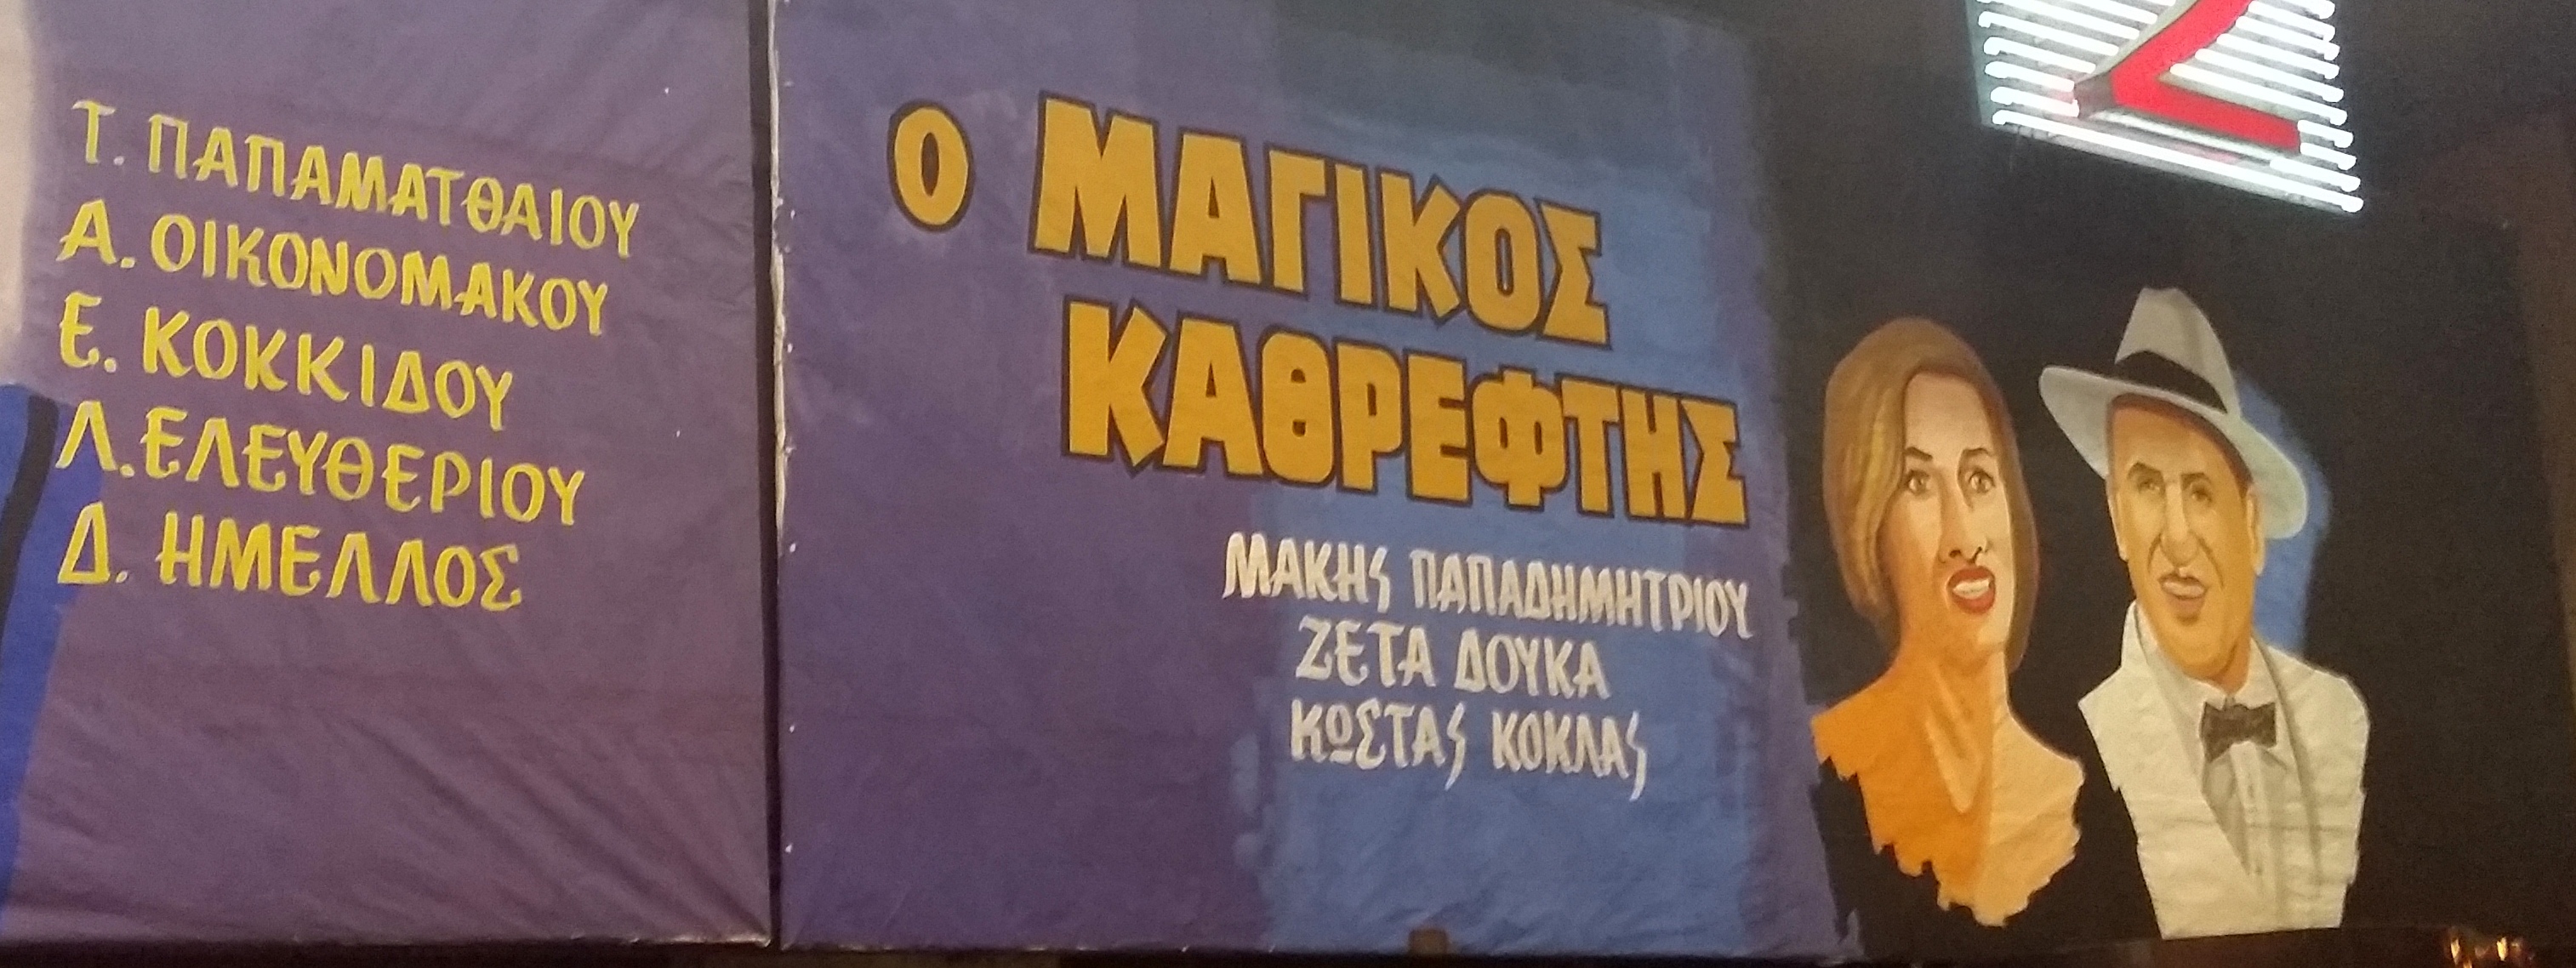 Τ. ΠΑΠΑΜΑΤΘΑΙΟΥ
Α. ΟΙΚΟΝΟΜΑΚΟΥ
Ε. ΚΟΚΚΙΔΟΥ
Λ. ΕΛΕΥΘΕΡΙΟΥ
Δ. ΗΜΕΛΛΟΣ
Ο ΜΑΓΙΚΟΣ
ΚΑΘΡΕΦΤΗΣ
ΜΑΚΗς ΠΑΠΑΔΗΜΗΤΡΙΟΥ
ΖΕΤΑ ΔΟΥΚΑ
ΚΩΣΤΑς ΚΟΚΛΑς